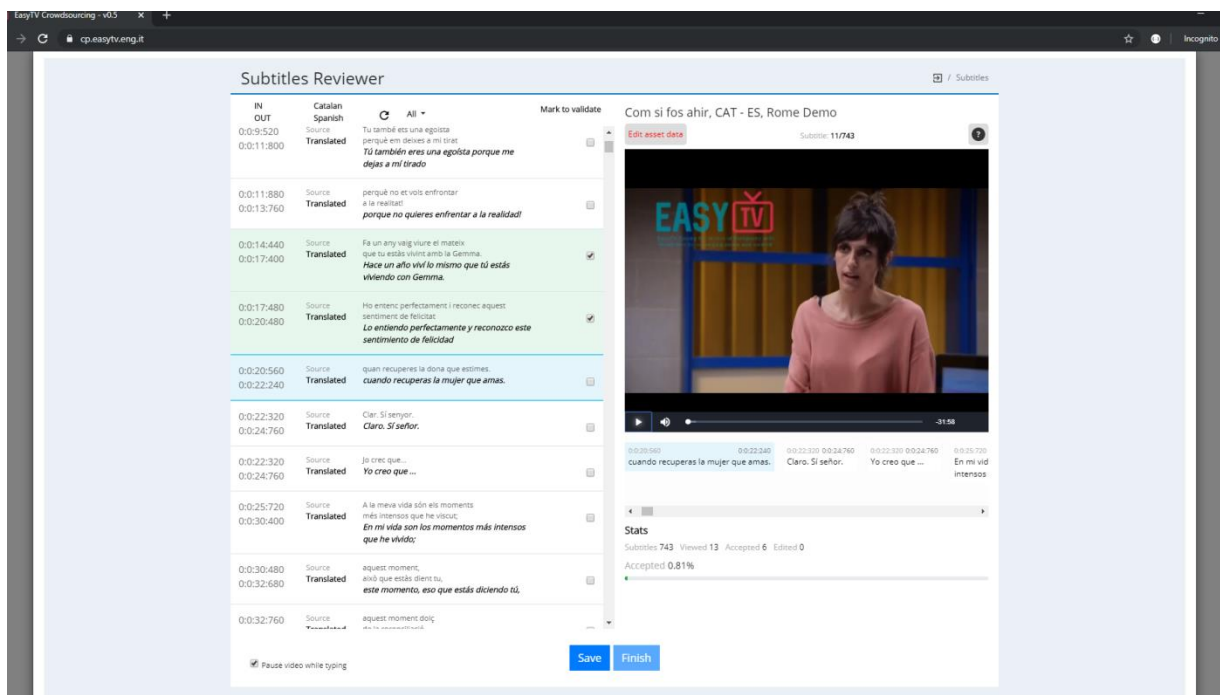 EasyTV Crowdsourcing - v0.5
cp.easytv.eng.it
Incognito
Subtitles Reviewer
/ Subtitles
IN
OUT
Catalan
Spanish
All
Mark to validate
0:0:9:520
0:0:11:800
Source
Translated
Tu també ets una egoista
perquè em deixes a mi tirat
Tú también eres una egoísta porque me
dejas a mí tirado
0:0:11:880
0:0:13:760
Source
Translated
perquè no et vols enfrontar
a la realitat!
porque no quieres enfrentar a la realidad!
0:0:14:440
0:0:17:400
Source
Translated
Fa un any vaig viure el mateix
que tu estàs vivint amb la Gemma.
Hace un año viví lo mismo que tú estás
viviendo con Gemma.
0:0:17:480
0:0:20:480
Source
Translated
Ho entenc perfectament i reconec aquest
sentiment de felicitat
Lo entiendo perfectamente y reconozco este
sentimiento de felicidad
0:0:20:560
0:0:22:240
Source
Translated
quan recuperes la dona que estimes.
cuando recuperas la mujer que amas.
0:0:22:320
0:0:24:760
Source
Translated
Clar. Sí senyor.
Claro. Sí señor.
0:0:22:320
0:0:24:760
Source
Translated
Jo crec que...
Yo creo que ...
0:0:25:720
0:0:30:400
Source
Translated
A la meva vida són els moments
més intensos que he viscut;
En mi vida son los momentos más intensos
que he vivido;
0:0:30:480
0:0:32:680
Source
Translated
aquest moment,
això que estàs dient tu,
este momento, eso que estás diciendo tú,
0:0:32:760
Source
Translated
aquest moment dolç
de la reconciliació
Pause video while typing
Save
Finish
Com si fos ahir, CAT - ES, Rome Demo
Edit asset data
Subtitle: 11/743
?
EASY TV
-31:58
0:0:20:560 0:0:22:240
cuando recuperas la mujer que amas.
0:0:22:320 0:0:24:760
Claro. Sí señor.
0:0:22:320 0:0:24:760
Yo creo que ...
0:0:25:720
En mi vid
intensos
Stats
Subtitles 743 Viewed 13 Accepted 6 Edited 0
Accepted 0.81%